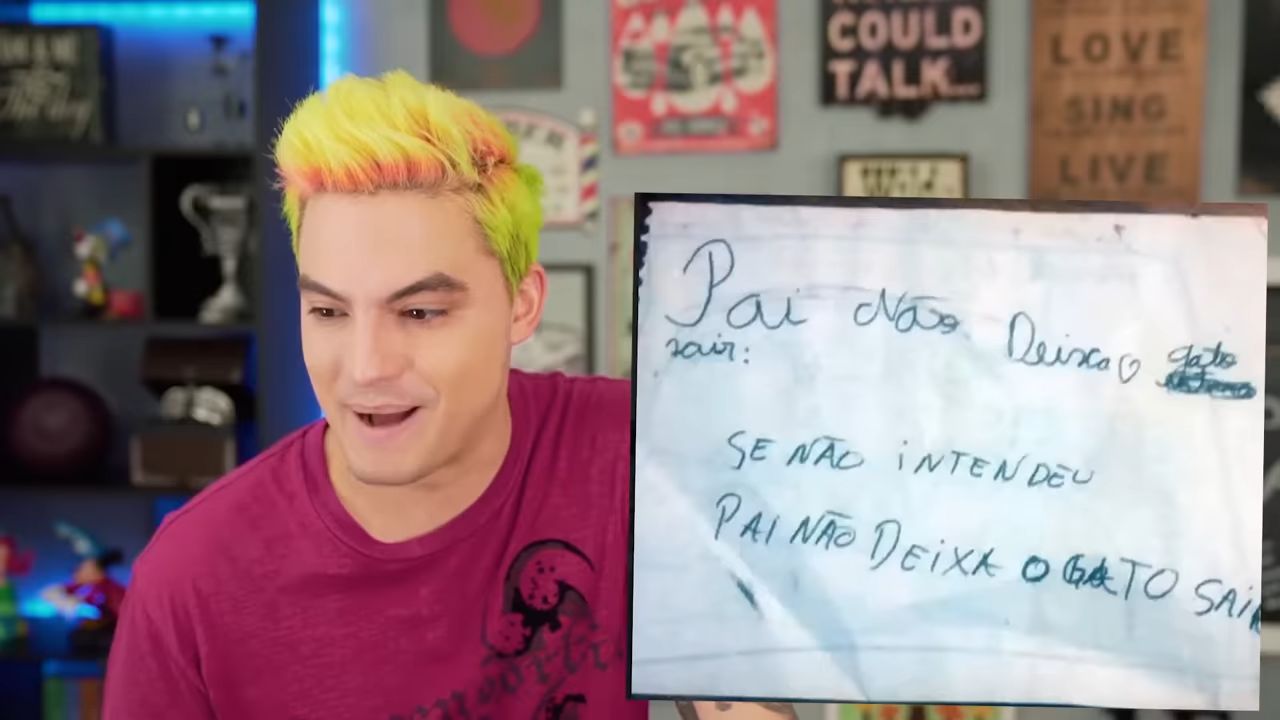 COULD
TALK...
LOVE
SING
LIVE
Pai Não Deixa♡ gato
sair:
SE NÃO iNTENDEU
PAI NÃO DEiXA O GATO SAiR